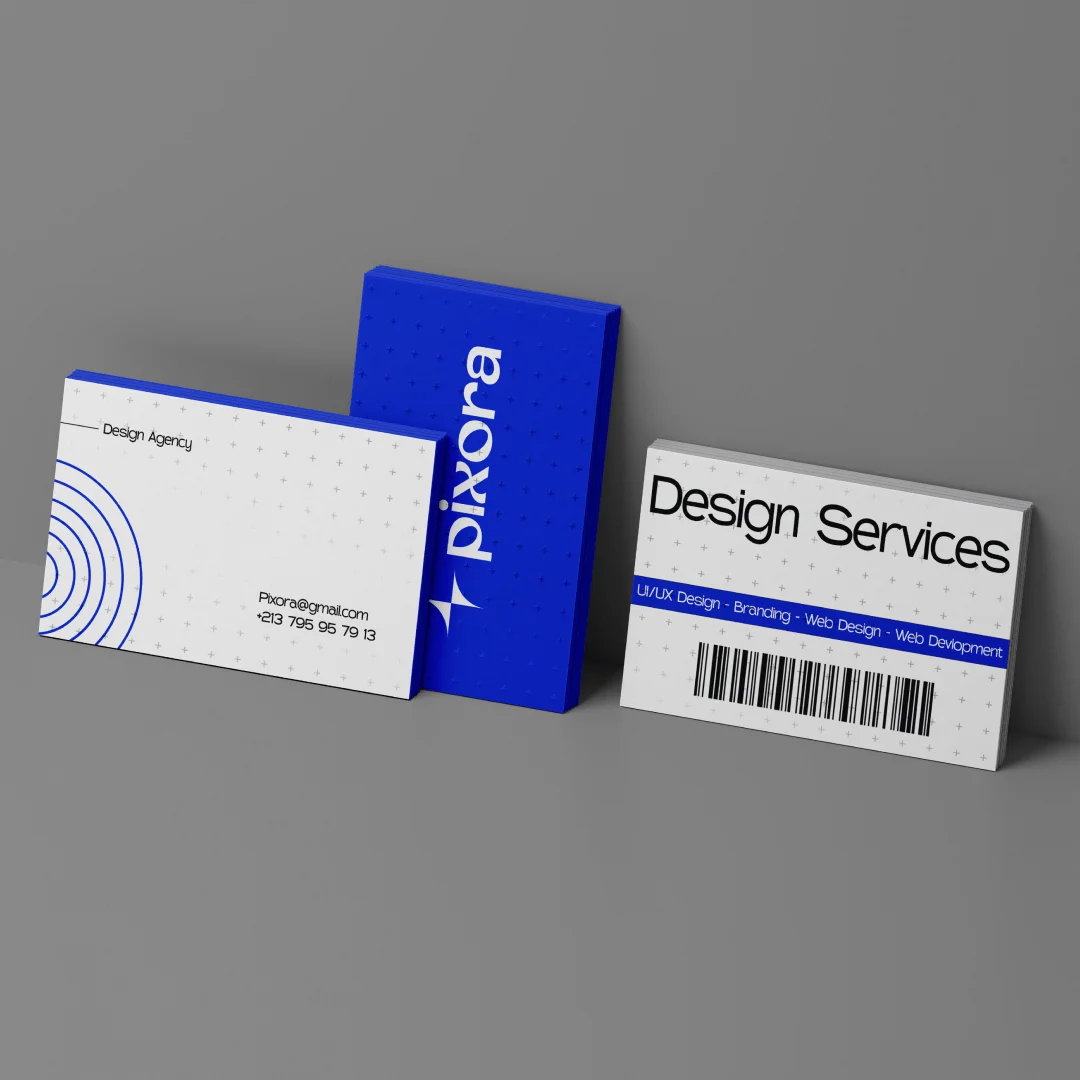 Design Agency
Pixora@gmail.com
+213 795 95 79 13
pixora
Design Services
UI/UX Design - Branding - Web Design - Web Devlopment